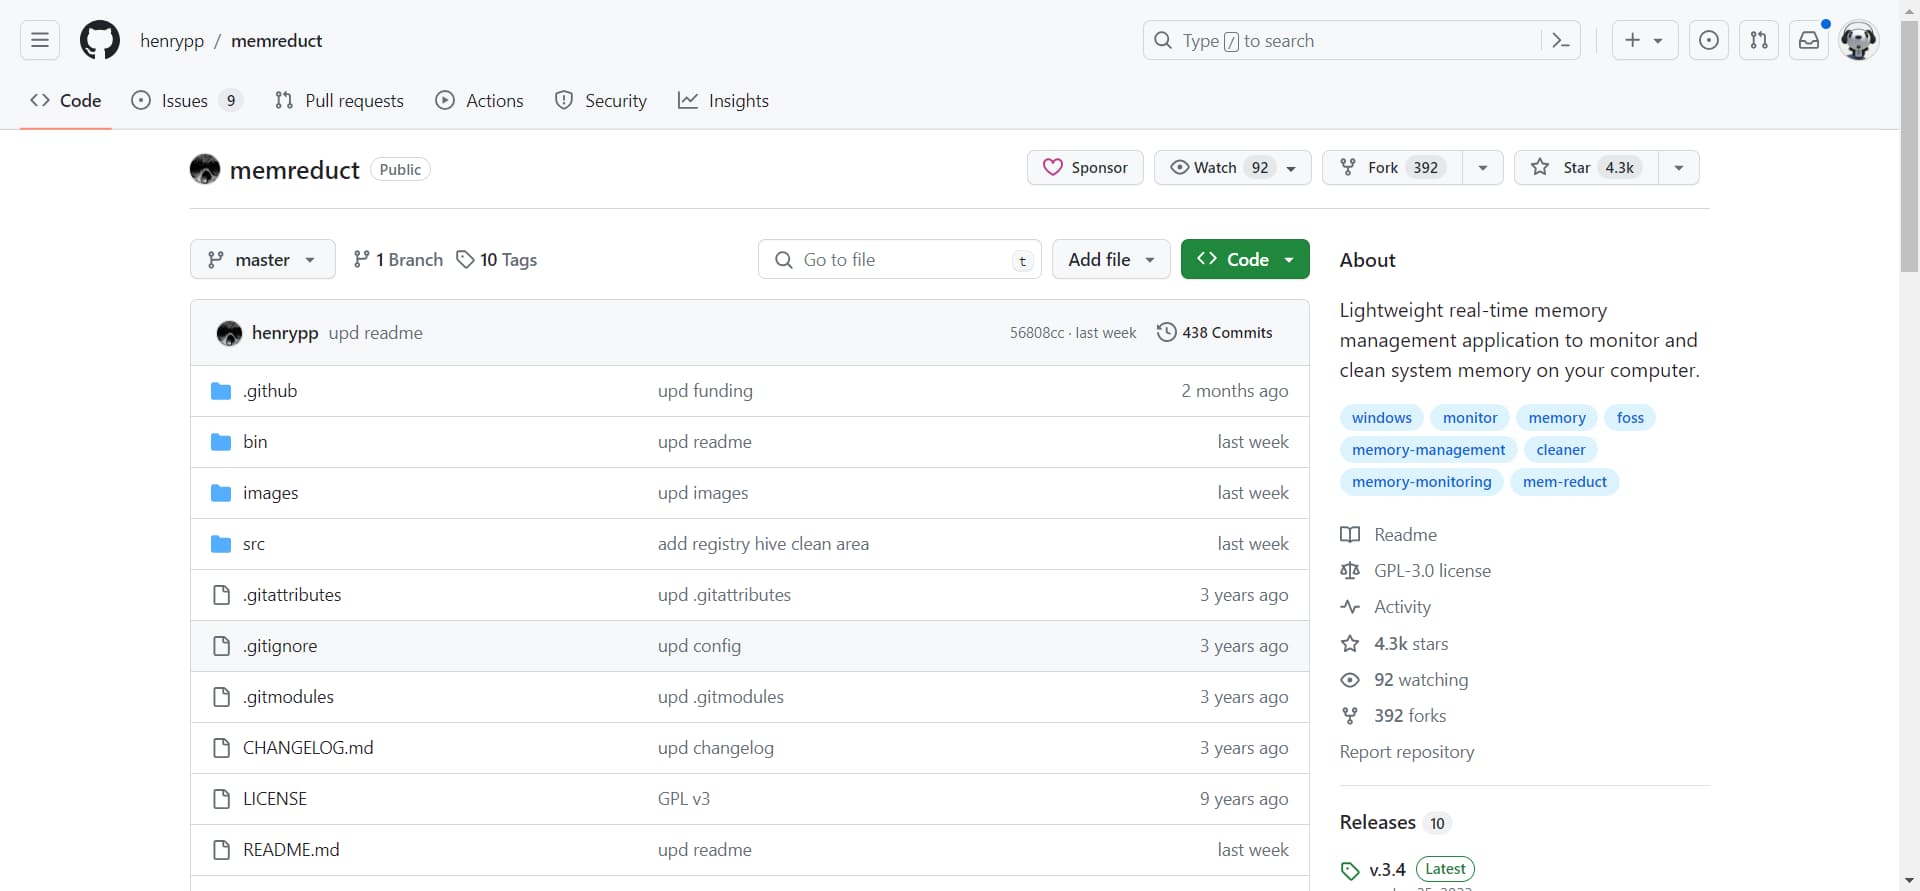 henrypp / memreduct
Type / to search
Code
Issues 9
Pull requests
Actions
Security
Insights
memreduct Public
Sponsor
Watch 92
Fork 392
Star 4.3k
master
1 Branch
10 Tags
Go to file t
Add file
Code
henrypp upd readme 56808cc · last week 438 Commits
.github upd funding 2 months ago
bin upd readme last week
images upd images last week
src add registry hive clean area last week
.gitattributes upd .gitattributes 3 years ago
.gitignore upd config 3 years ago
.gitmodules upd .gitmodules 3 years ago
CHANGELOG.md upd changelog 3 years ago
LICENSE GPL v3 9 years ago
README.md upd readme last week
About
Lightweight real-time memory
management application to monitor and
clean system memory on your computer.
windows monitor memory foss
memory-management cleaner
memory-monitoring mem-reduct
Readme
GPL-3.0 license
Activity
4.3k stars
92 watching
392 forks
Report repository
Releases 10
v.3.4 Latest